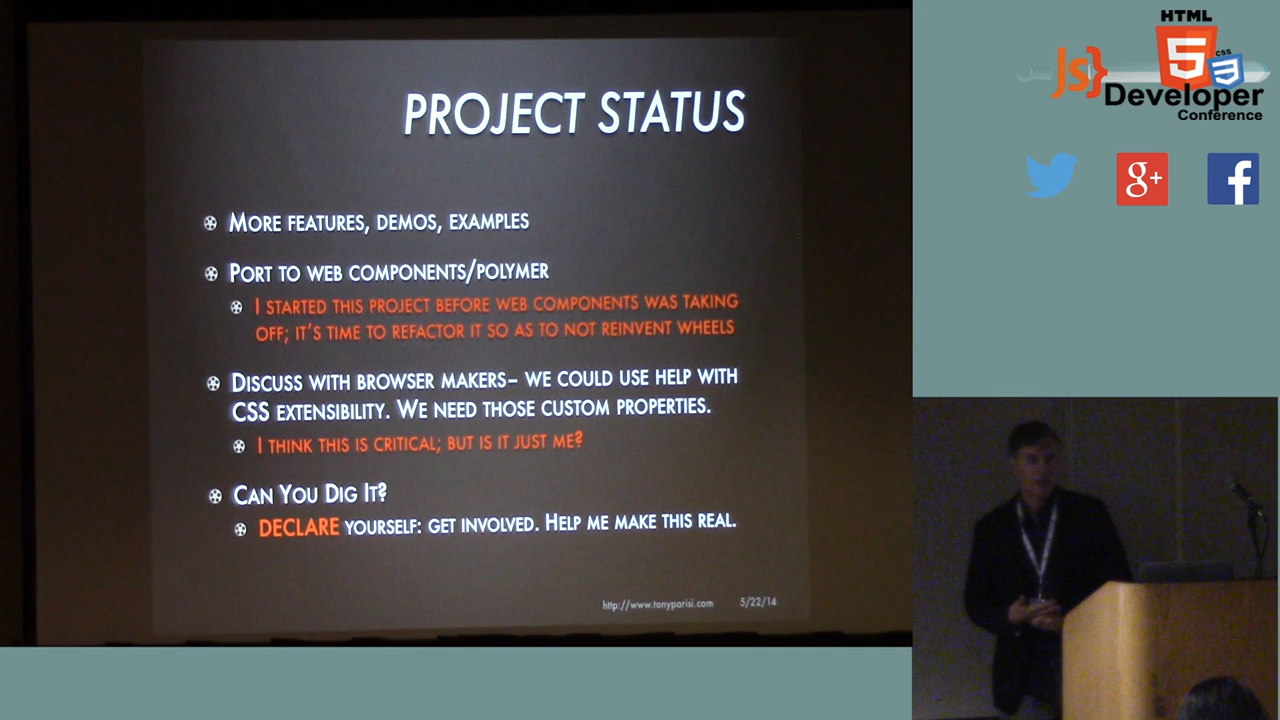 PROJECT STATUS
MORE FEATURES, DEMOS, EXAMPLES
PORT TO WEB COMPONENTS/POLYMER
I STARTED THIS PROJECT BEFORE WEB COMPONENTS WAS TAKING
OFF; IT'S TIME TO REFACTOR IT SO AS TO NOT REINVENT WHEELS
DISCUSS WITH BROWSER MAKERS– WE COULD USE HELP WITH
CSS EXTENSIBILITY. WE NEED THOSE CUSTOM PROPERTIES.
I THINK THIS IS CRITICAL; BUT IS IT JUST ME?
CAN YOU DIG IT?
DECLARE YOURSELF: GET INVOLVED. HELP ME MAKE THIS REAL.
http://www.tonyparisi.com 5/22/14
HTML
5
CSS
3
JS}
Developer
Conference
g+
f